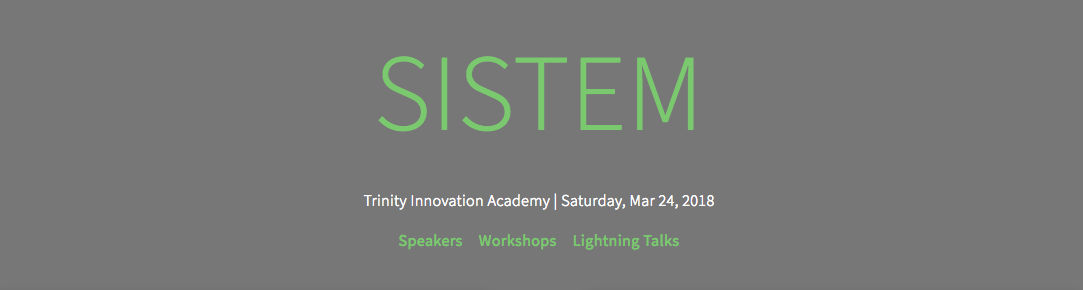 SISTEM
Trinity Innovation Academy | Saturday, Mar 24, 2018
Speakers Workshops Lightning Talks